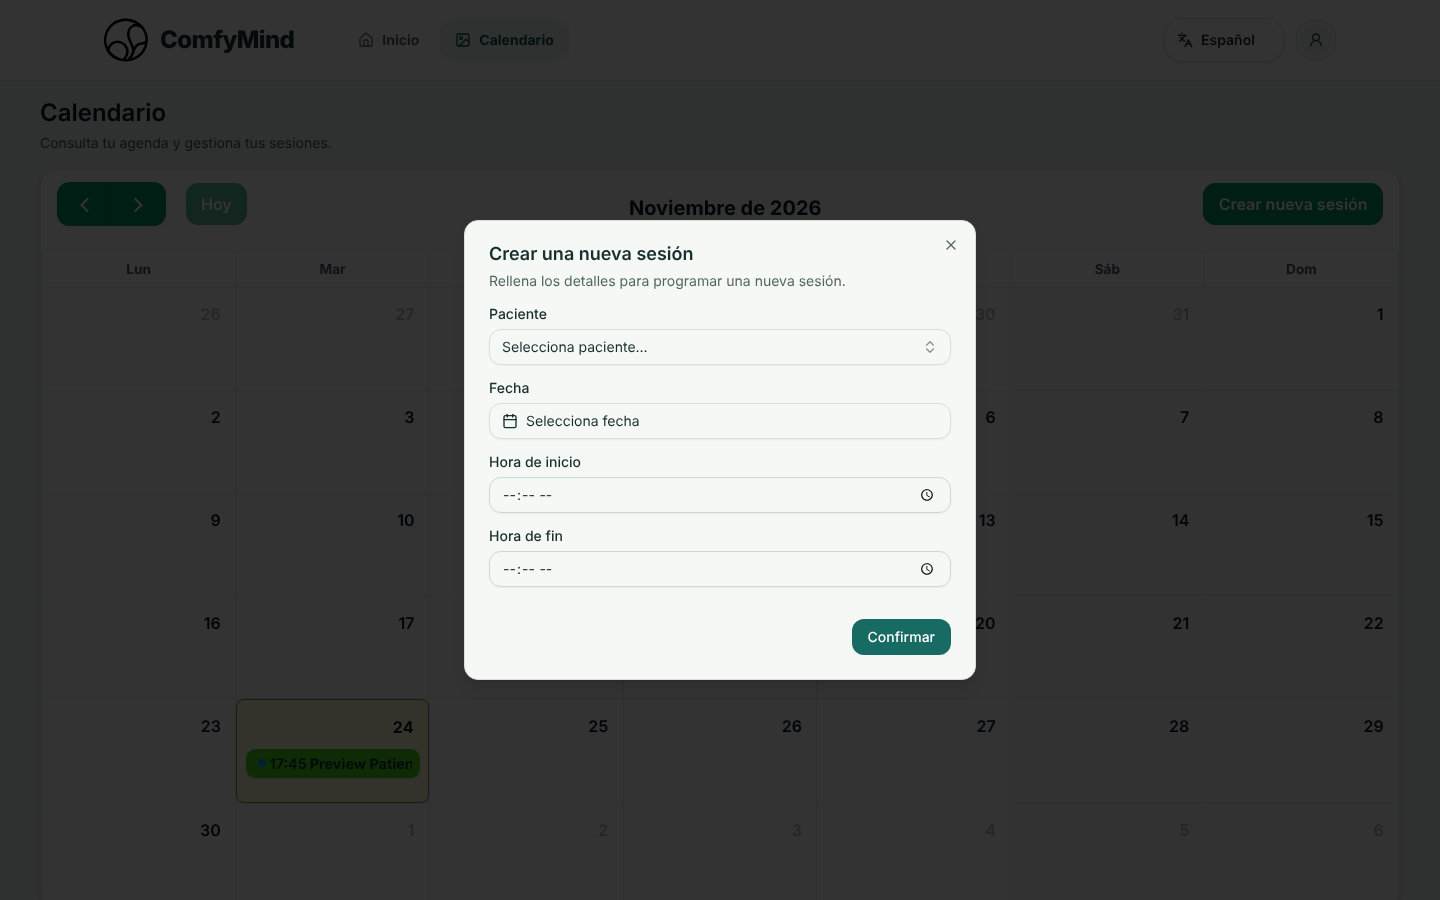 ComfyMind
Inicio
Calendario
Español
Calendario
Consulta tu agenda y gestiona tus sesiones.
Hoy
Noviembre de 2026
Crear nueva sesión
Lun
Mar
Sáb
Dom
26
27
30
31
1
2
3
6
7
8
9
10
13
14
15
16
17
20
21
22
23
24
25
26
27
28
29
17:45 Preview Patien
30
1
2
3
4
5
6
Crear una nueva sesión
Rellena los detalles para programar una nueva sesión.
Paciente
Selecciona paciente...
Fecha
Selecciona fecha
Hora de inicio
--:-- --
Hora de fin
--:-- --
Confirmar